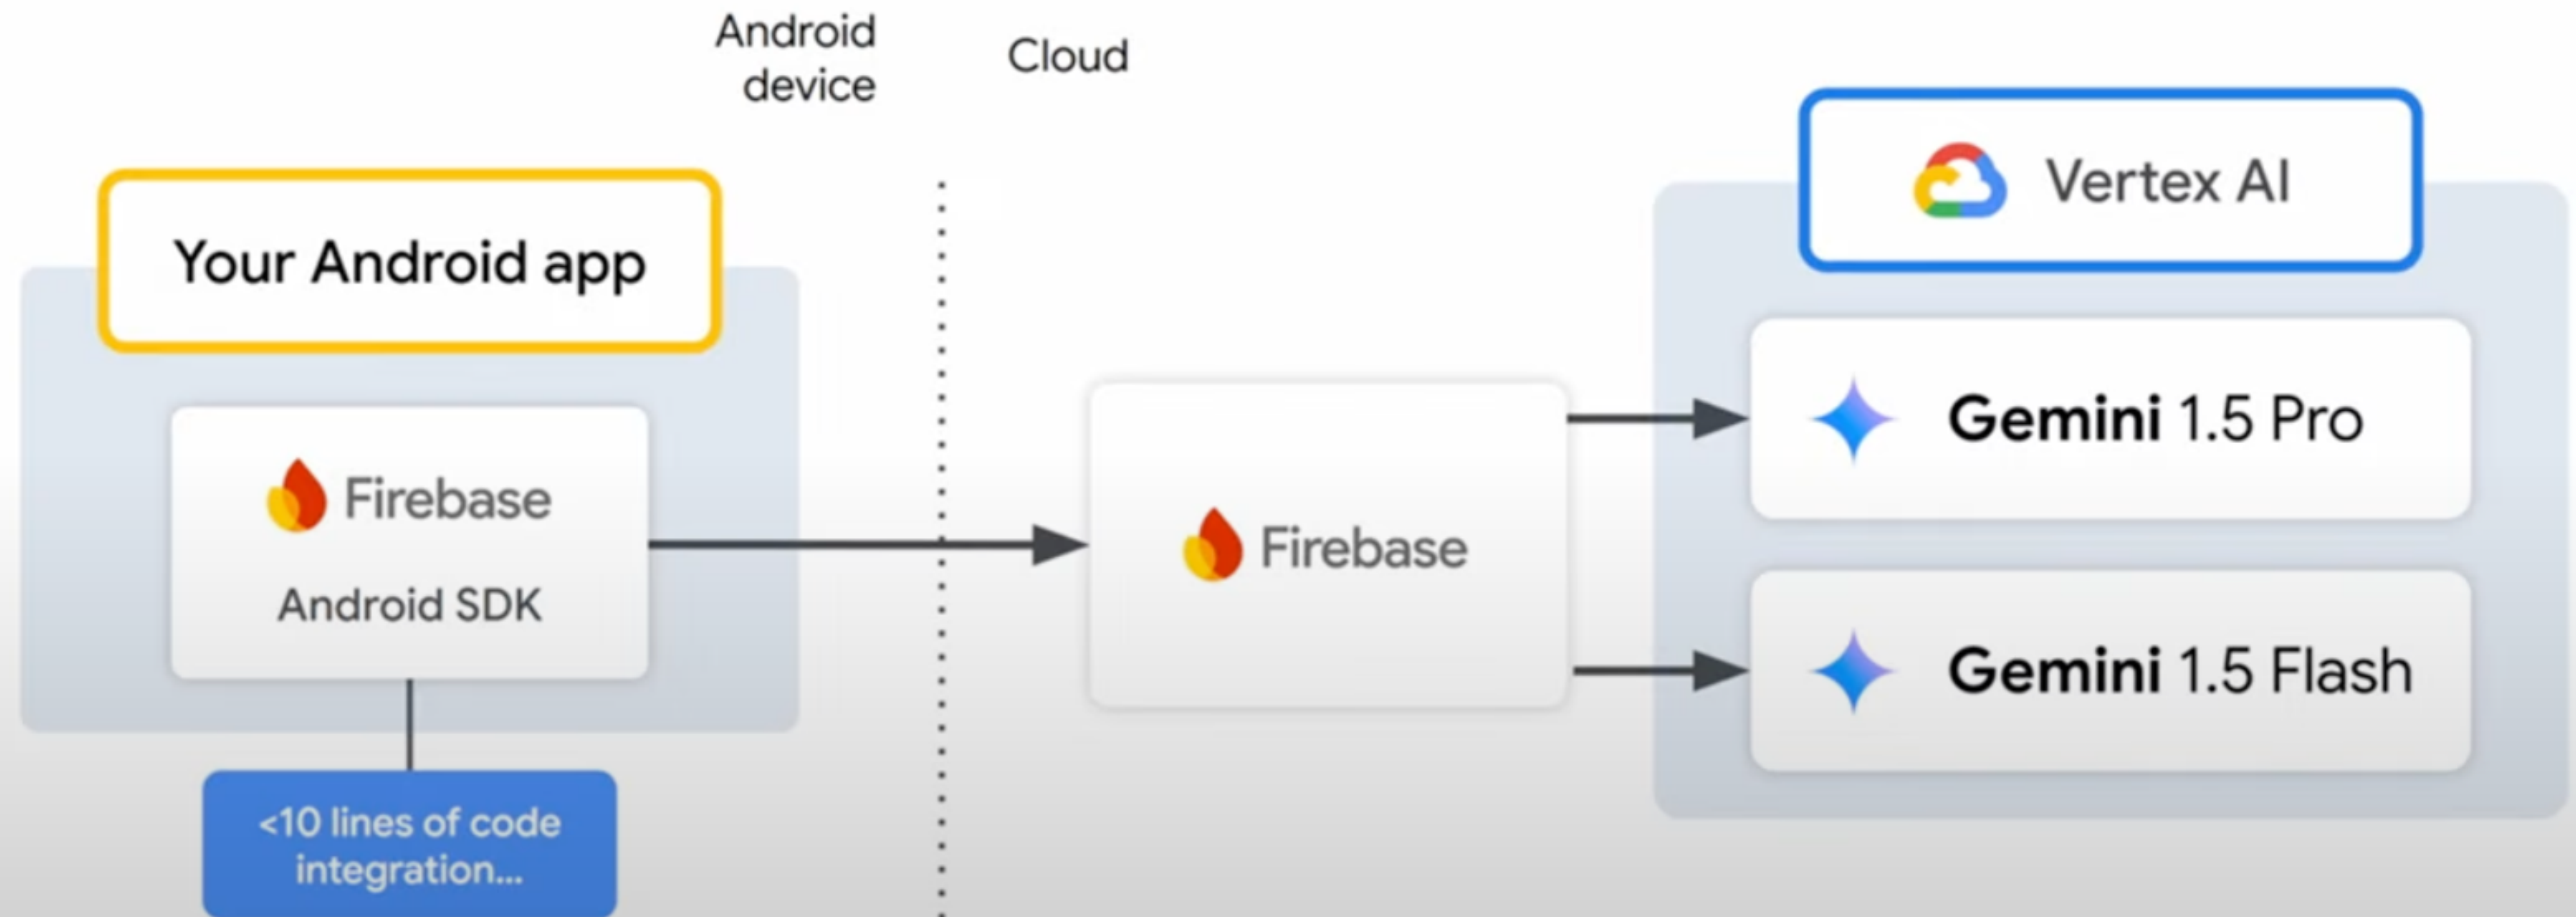 Android
device
Cloud
Your Android app
Firebase
Android SDK
<10 lines of code
integration...
Firebase
Vertex AI
Gemini 1.5 Pro
Gemini 1.5 Flash